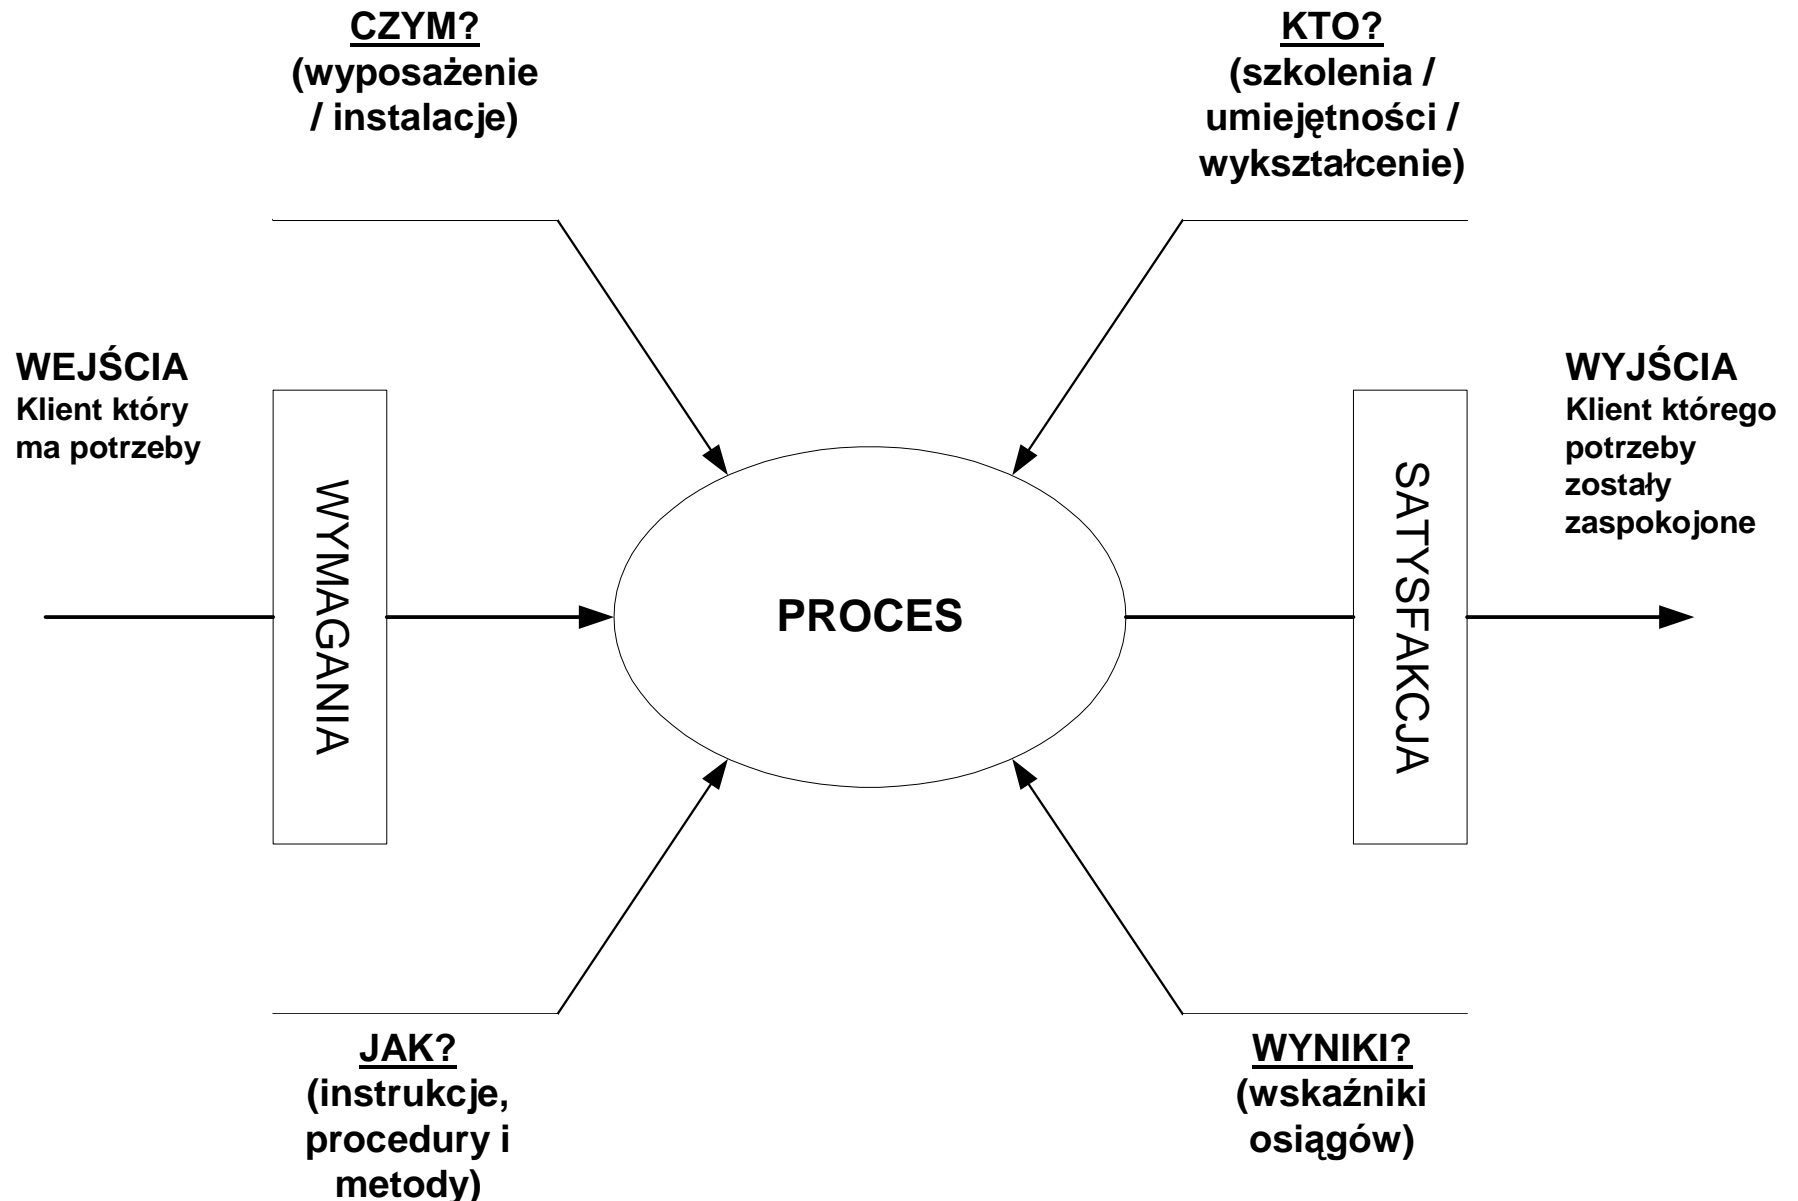 CZYM?
(wyposażenie
/ instalacje)
KTO?
(szkolenia /
umiejętności /
wykształcenie)
WEJŚCIA
Klient który
ma potrzeby
WYMAGANIA
PROCES
SATYSFAKCJA
WYJŚCIA
Klient którego
potrzeby
zostały
zaspokojone
JAK?
(instrukcje,
procedury i
metody)
WYNIKI?
(wskaźniki
osiągów)